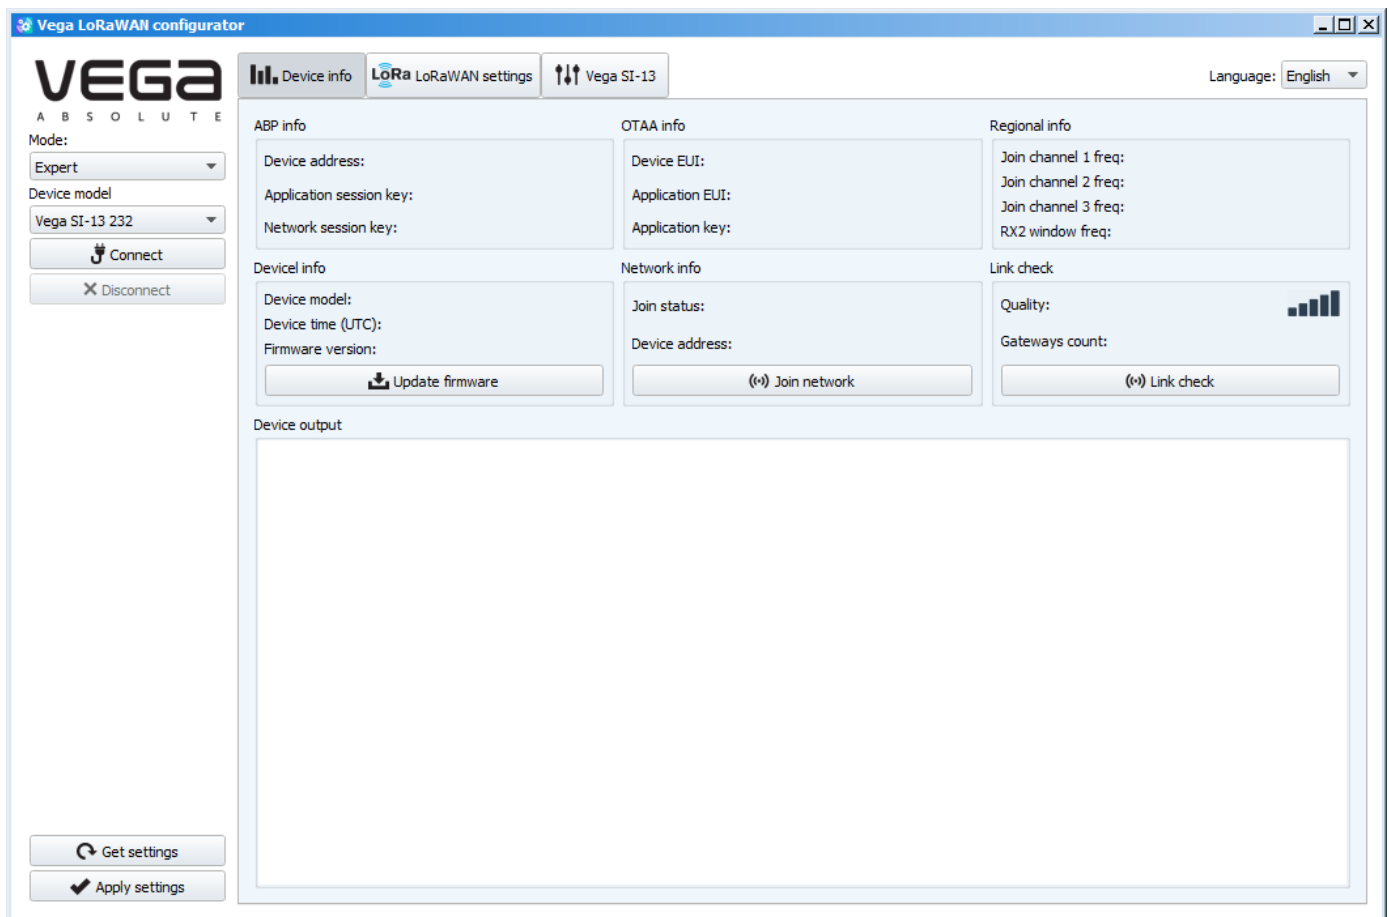 Vega LoRaWAN configurator
VEGA
ABSOLUTE
Mode:
Expert
Device model
Vega SI-13 232
Connect
Disconnect
Get settings
Apply settings
Device info
LoRa LoRaWAN settings
Vega SI-13
Language: English
ABP info
Device address:
Application session key:
Network session key:
OTAA info
Device EUI:
Application EUI:
Application key:
Regional info
Join channel 1 freq:
Join channel 2 freq:
Join channel 3 freq:
RX2 window freq:
Devicel info
Device model:
Device time (UTC):
Firmware version:
Update firmware
Network info
Join status:
Device address:
Join network
Link check
Quality:
Gateways count:
Link check
Device output